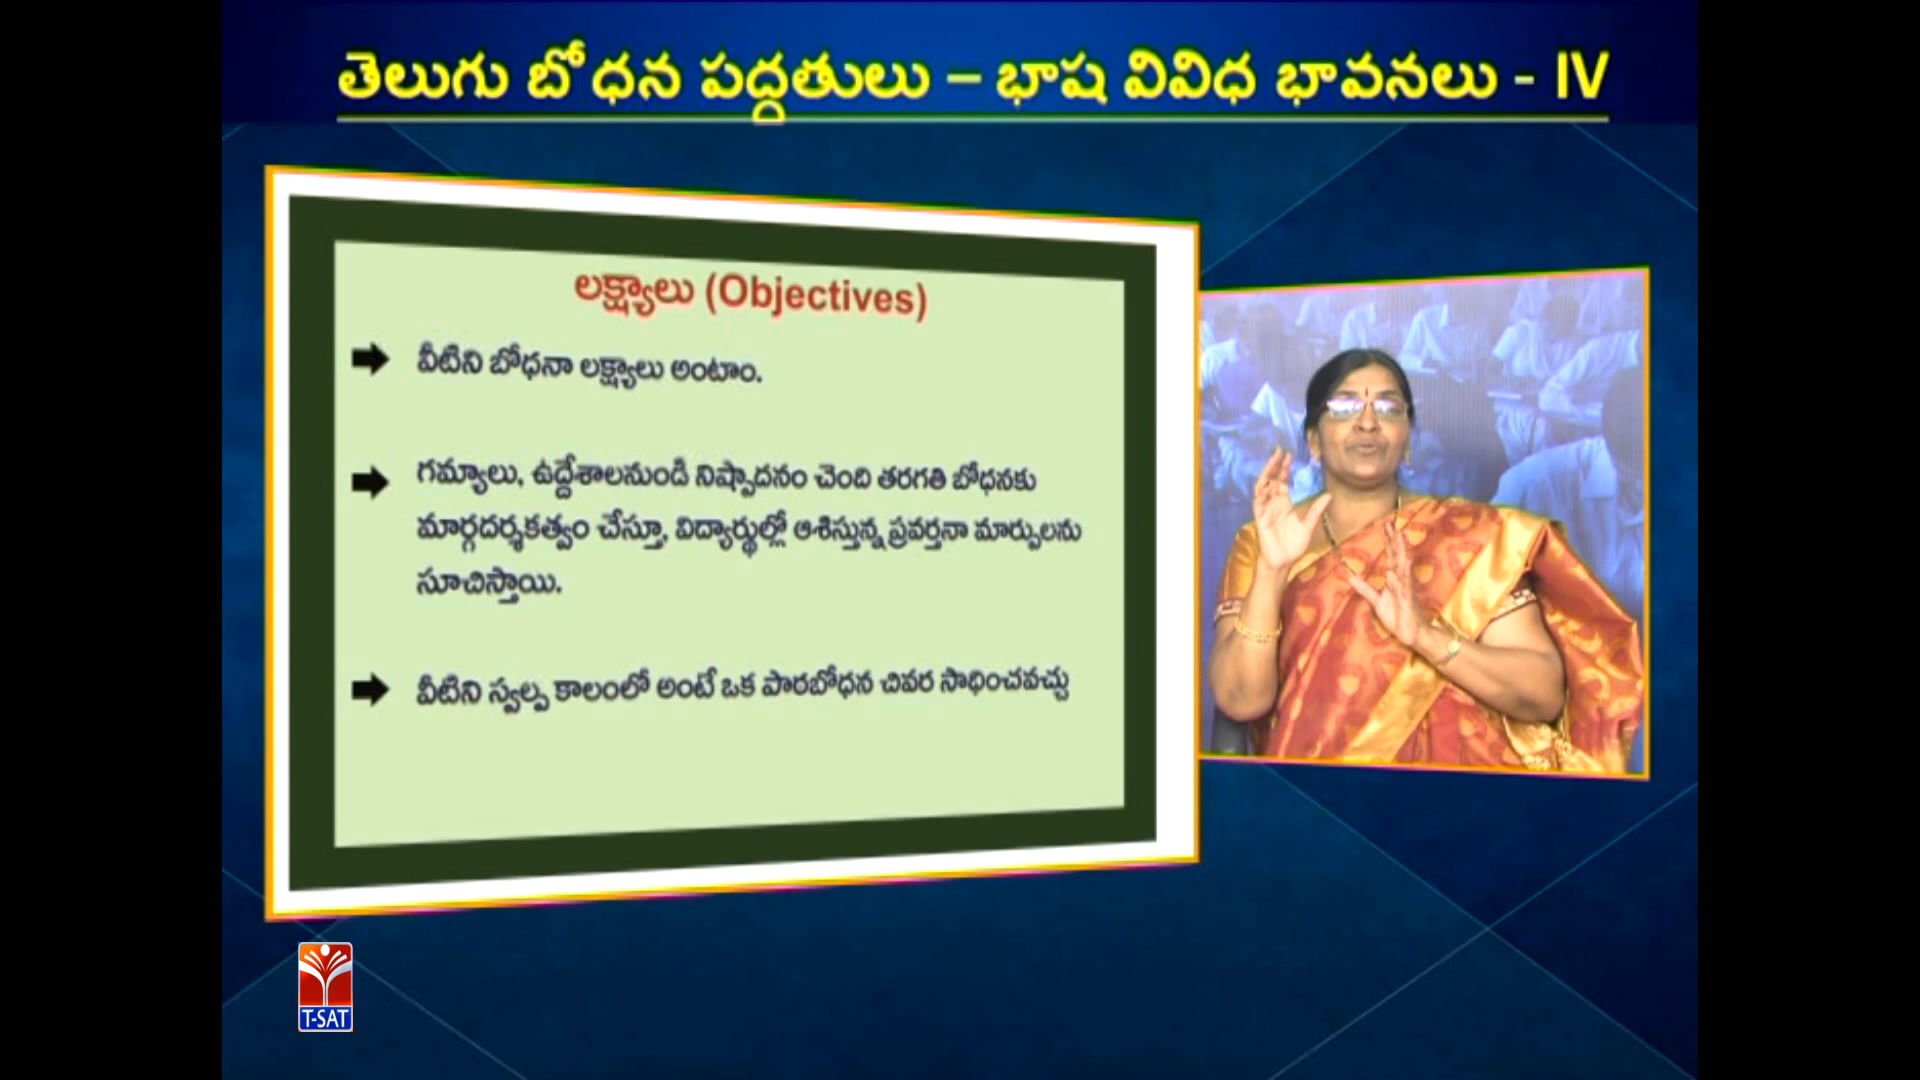 తెలుగు బోధన పద్ధతులు – భాష వివిధ భావనలు - IV
లక్ష్యాలు (Objectives)
వీటిని బోధనా లక్ష్యాలు అంటాం.
గమ్యాలు, ఉద్దేశాలనుండి నిష్పాదనం చెంది తరగతి బోధనకు
మార్గదర్శకత్వం చేస్తూ, విద్యార్థుల్లో ఆశిస్తున్న ప్రవర్తనా మార్పులను
సూచిస్తాయి.
వీటిని స్వల్ప కాలంలో అంటే ఒక పాఠబోధన చివర సాధించవచ్చు
T-SAT